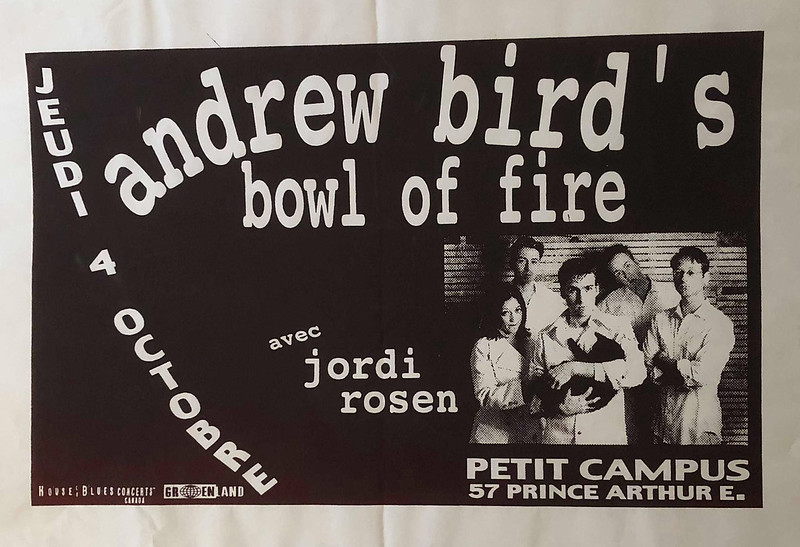 JEUDI 4 OCTOBRE
andrew bird's
bowl of fire
avec
jordi
rosen
PETIT CAMPUS
57 PRINCE ARTHUR E.
HOUSE OF BLUES CONCERTS
CANADA
GREENLAND